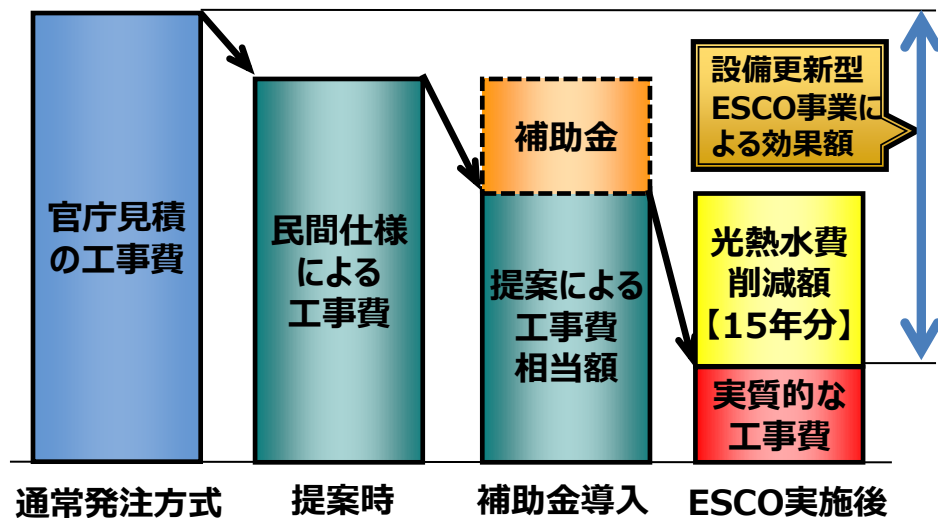 官庁見積
の工事費
民間仕様
による
工事費
補助金
提案による
工事費
相当額
設備更新型
ESCO事業に
よる効果額
光熱水費
削減額
【15年分】
実質的な
工事費
通常発注方式
提案時
補助金導入
ESCO実施後